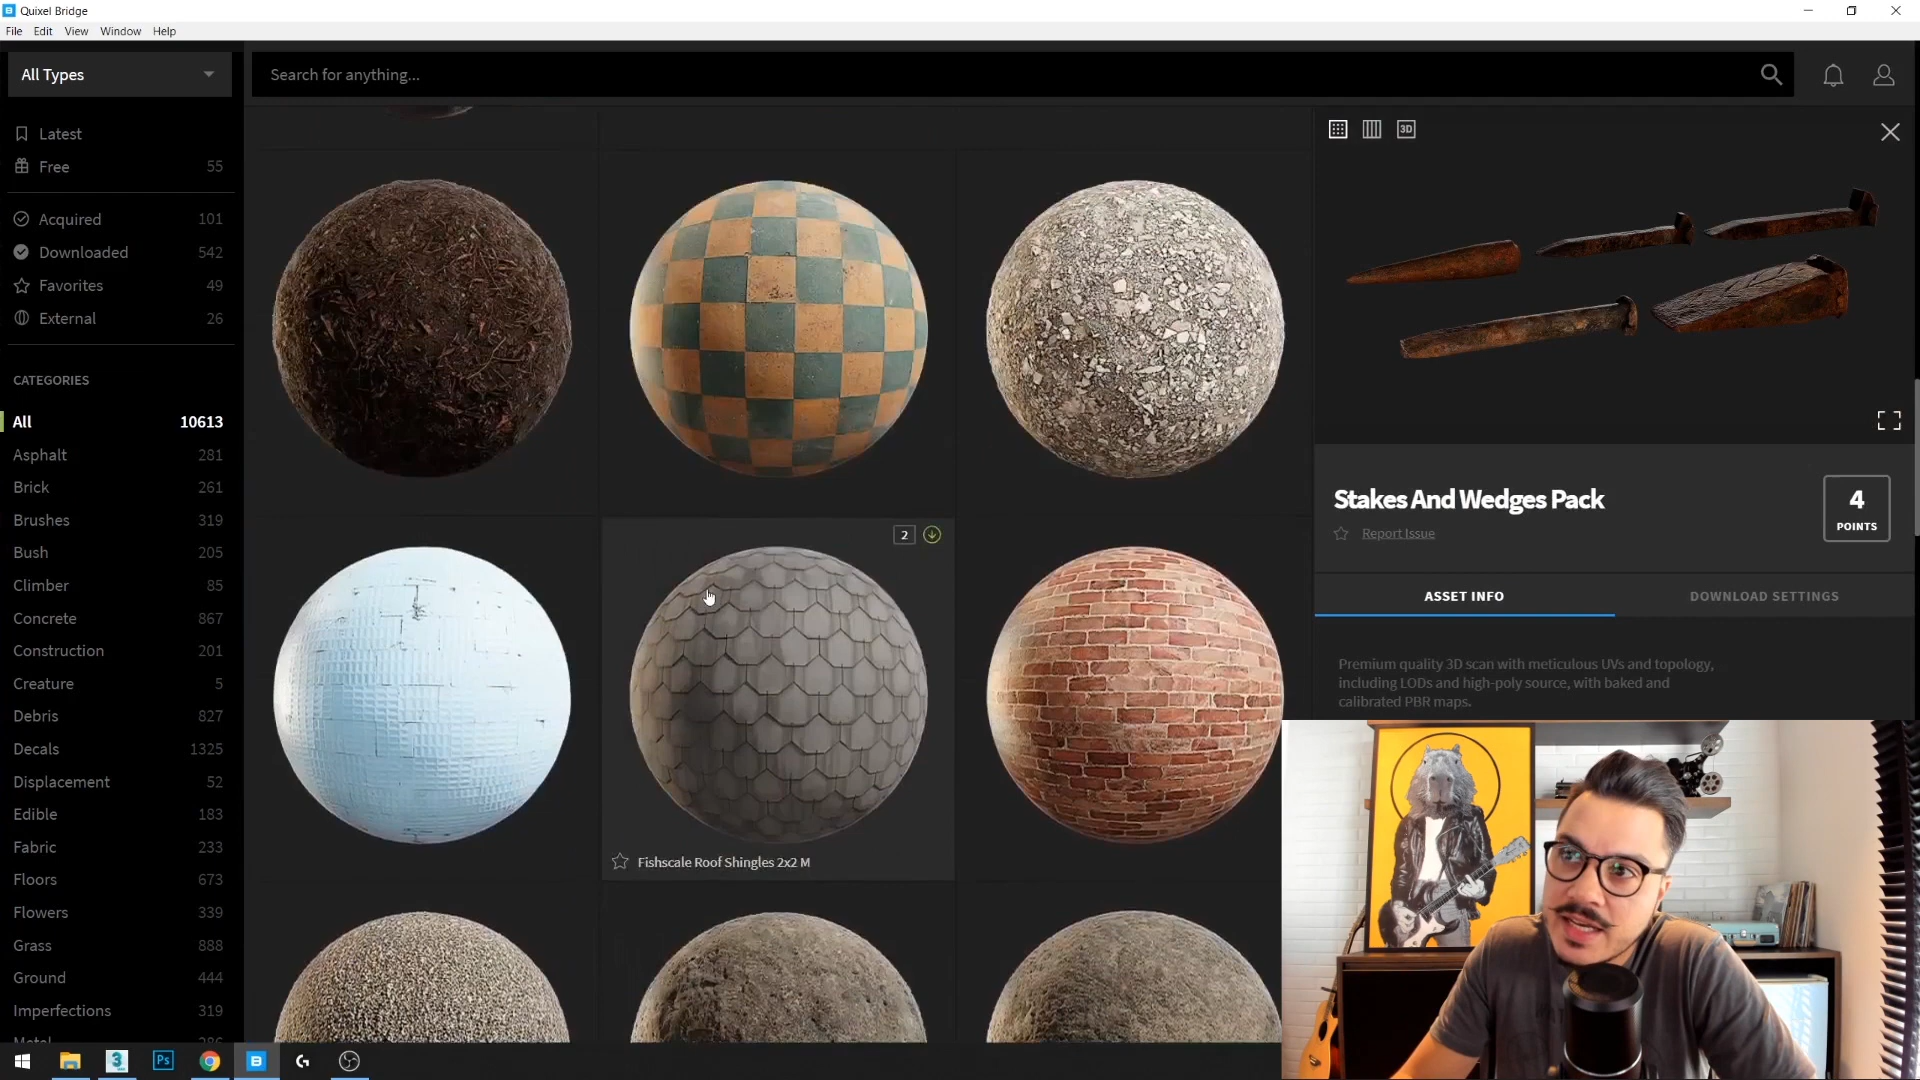 Quixel Bridge
File Edit View Window Help
All Types
Search for anything...
Latest
Free 55
Acquired 101
Downloaded 542
Favorites 49
External 26
CATEGORIES
All 10613
Asphalt 281
Brick 261
Brushes 319
Bush 205
Climber 85
Concrete 867
Construction 201
Creature 5
Debris 827
Decals 1325
Displacement 52
Edible 183
Fabric 233
Floors 673
Flowers 339
Grass 888
Ground 444
Imperfections 319
Metal 286
2
Fishscale Roof Shingles 2x2 M
3D
Stakes And Wedges Pack
Report Issue
4
POINTS
ASSET INFO
DOWNLOAD SETTINGS
Premium quality 3D scan with meticulous UVs and topology,
including LODs and high-poly source, with baked and
calibrated PBR maps.
3
Ps
B